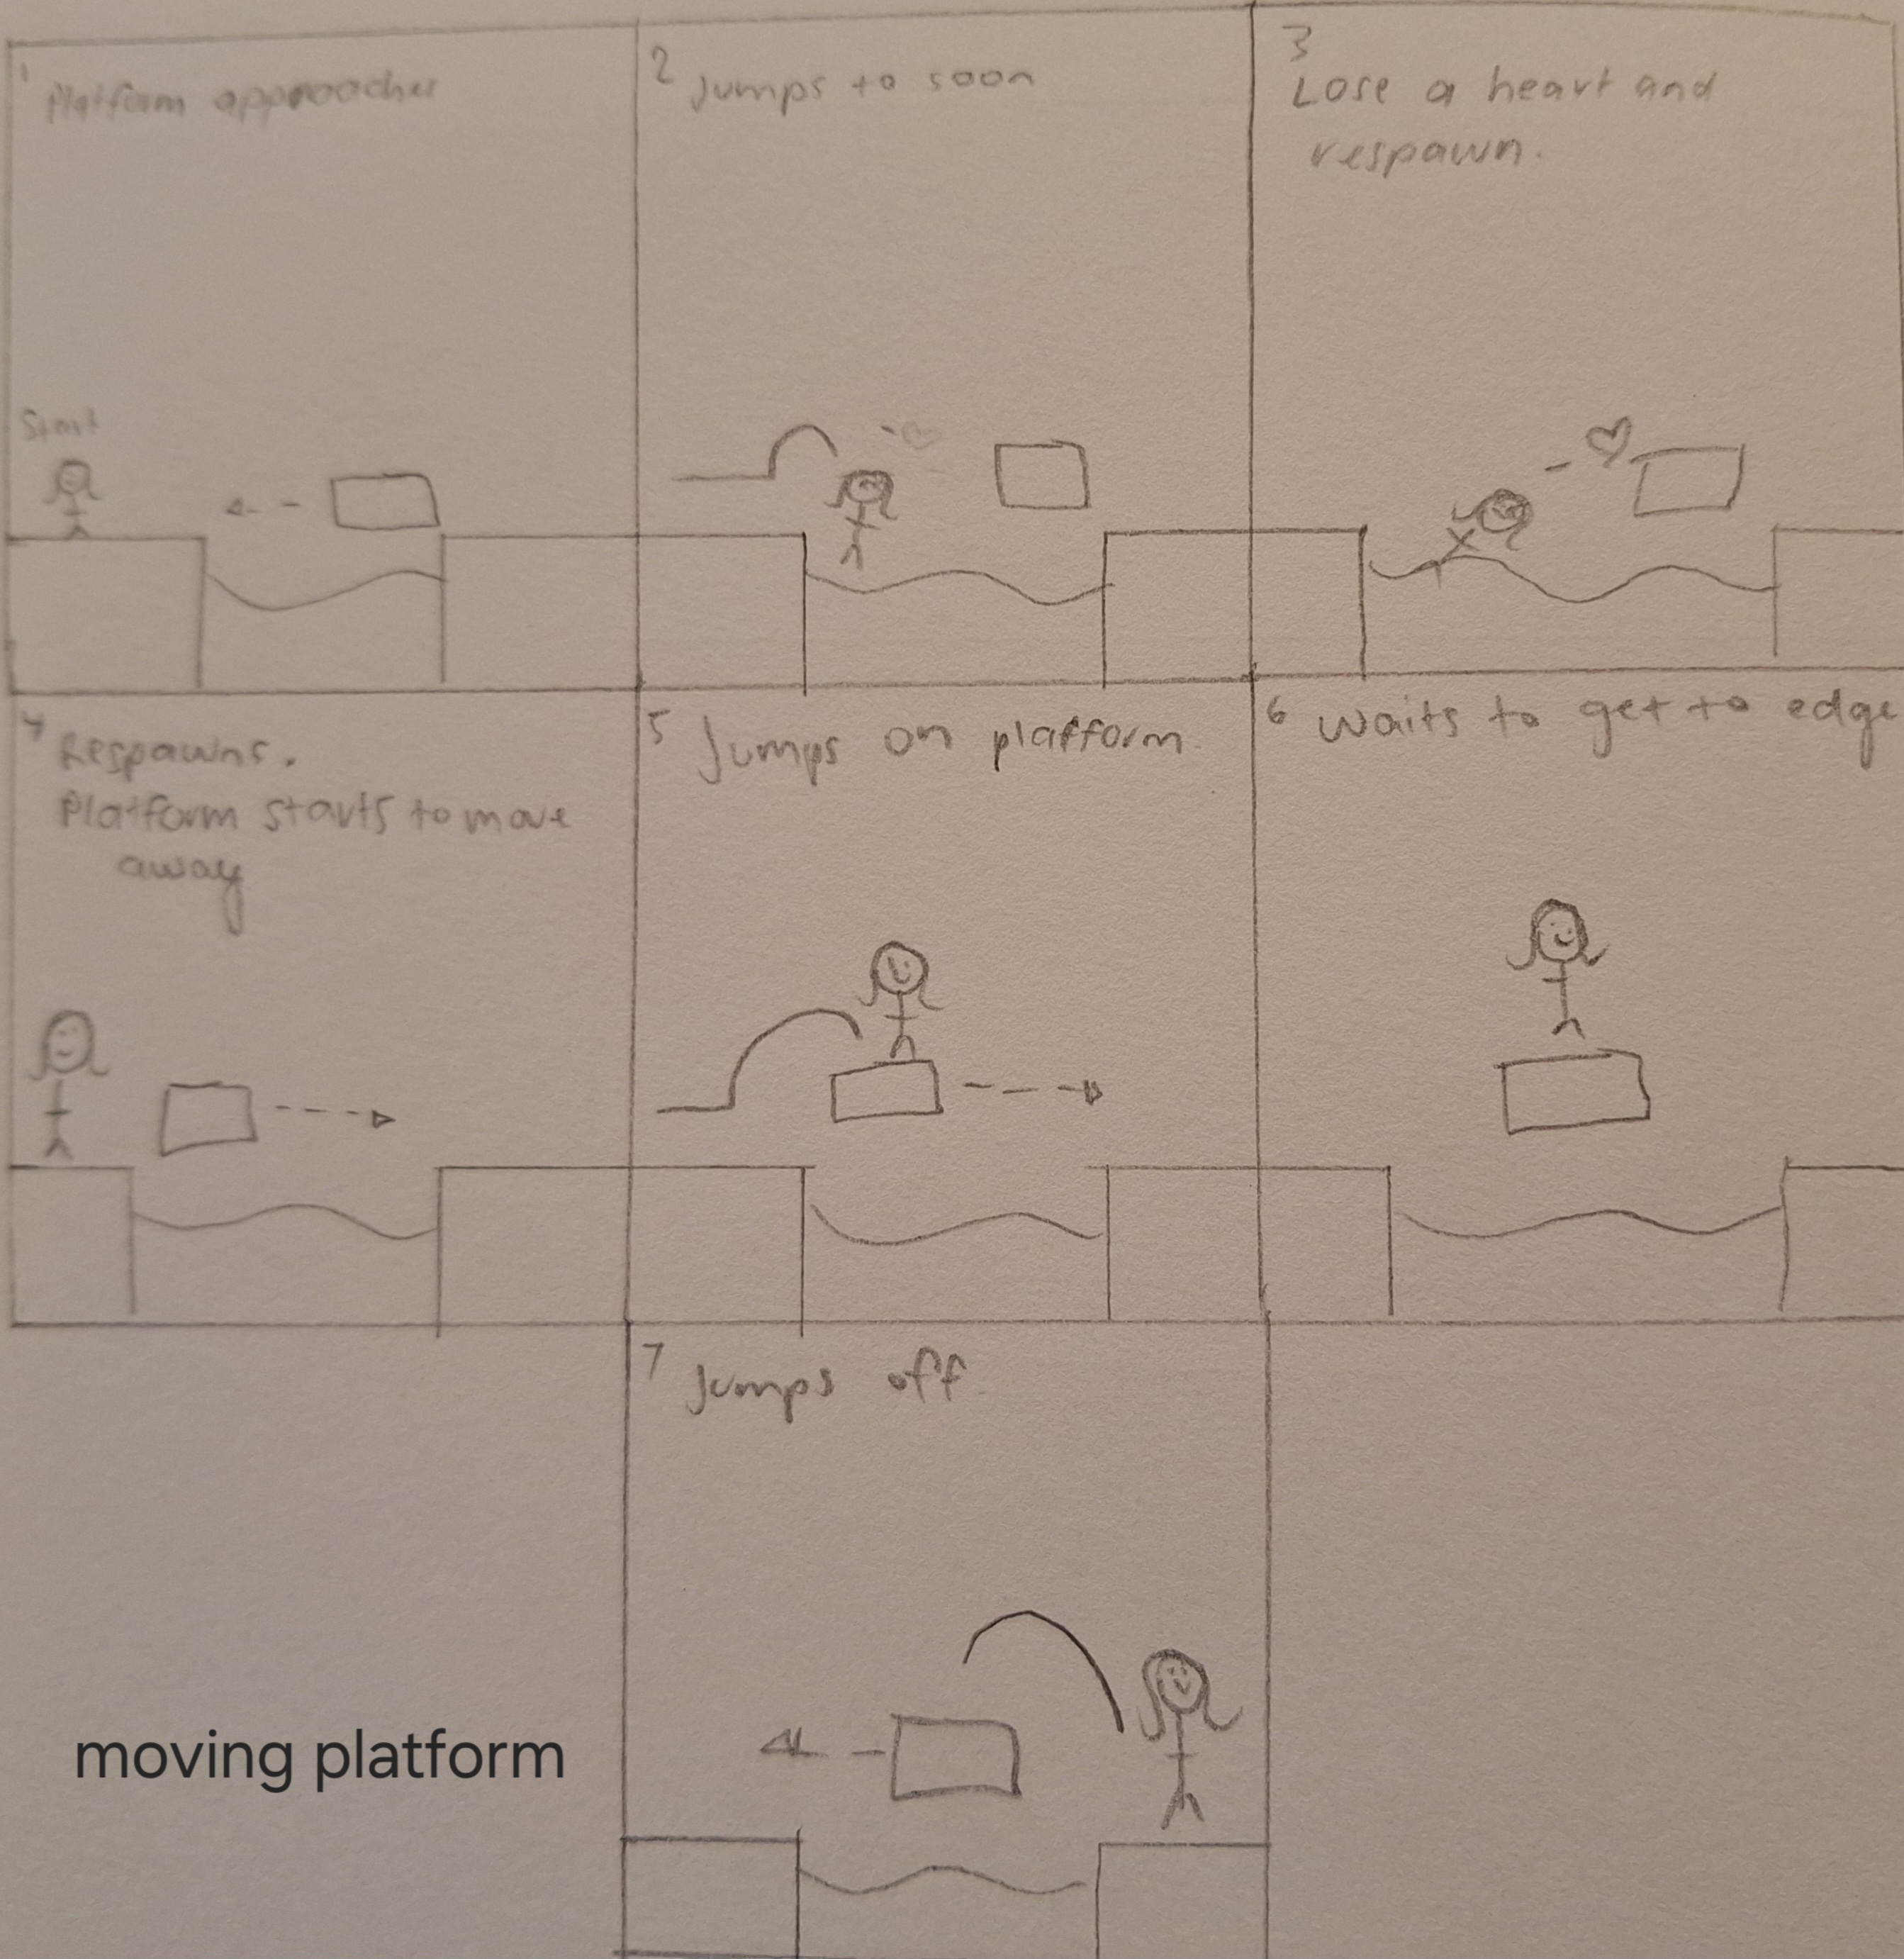 1 Platform approaches
Start
2 Jumps to soon
3
Lose a heart and
respawn.
4 Respawns.
Platform starts to move
away
5 Jumps on platform.
6 waits to get to edge
7 Jumps off.
moving platform